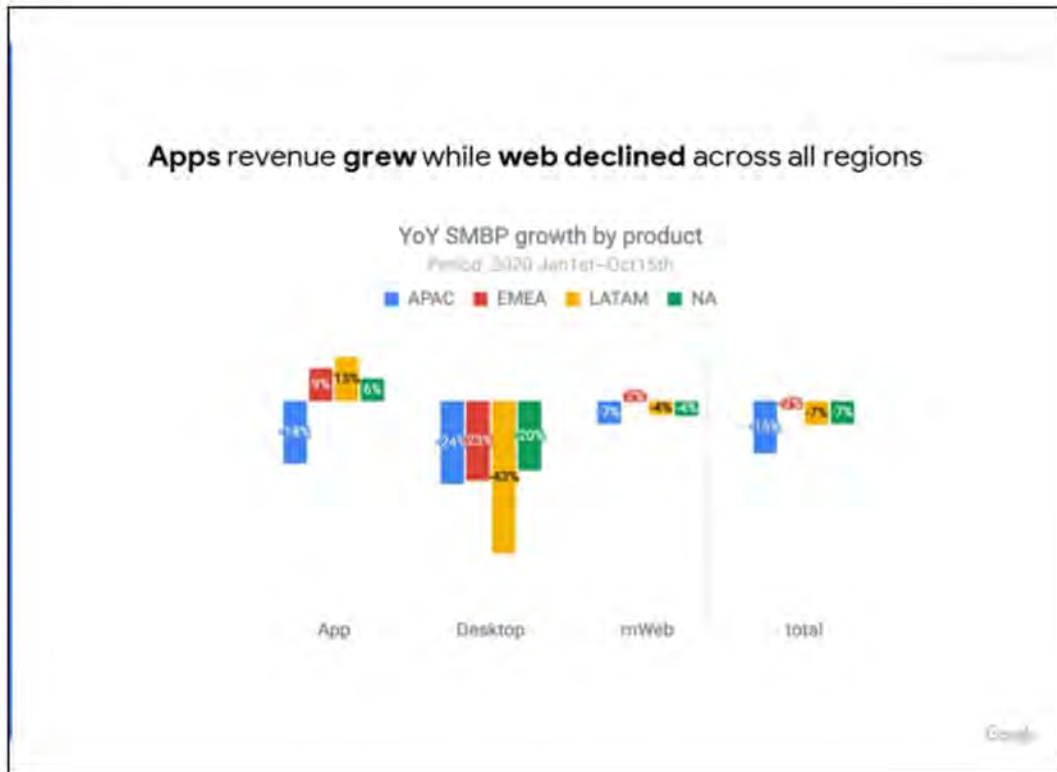 Apps revenue grew while web declined across all regions
YoY SMBP growth by product
Period: 2020 Jan1st-Oct15th
APAC EMEA LATAM NA
9% 13% 6%
-18%
-24% -23% -43% -20%
-7% -4% -4%
-15% -7% -7%
App Desktop mWeb total
Google